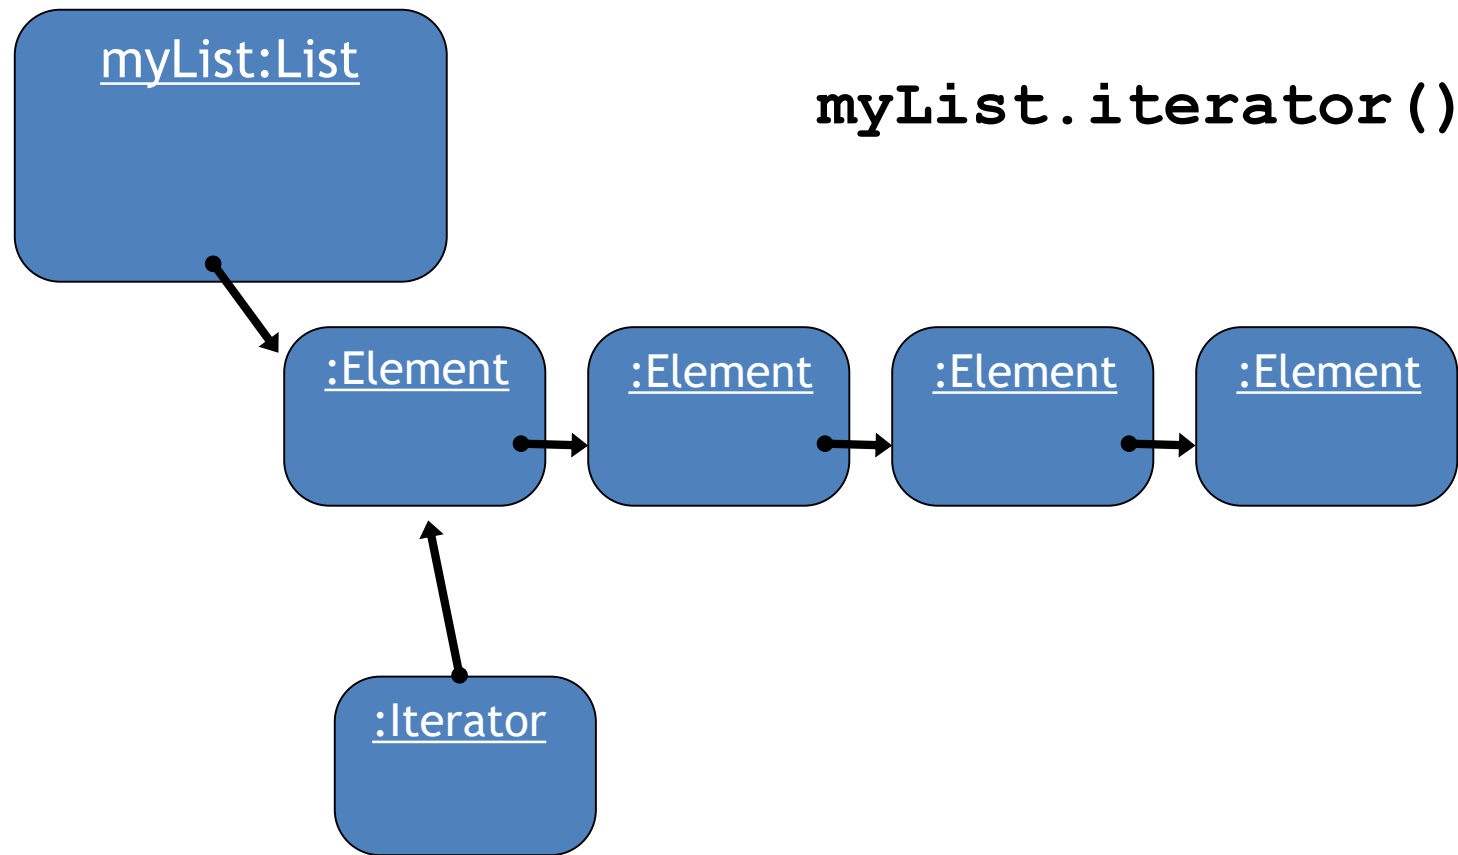 myList:List
myList.iterator()
:Element
:Element
:Element
:Element
:Iterator